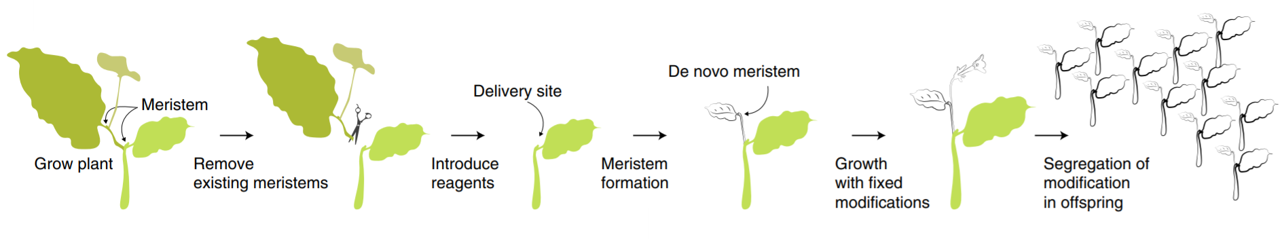 Meristem
Grow plant
Remove
existing meristems
Delivery site
Introduce
reagents
De novo meristem
Meristem
formation
Growth
with fixed
modifications
Segregation of
modification
in offspring